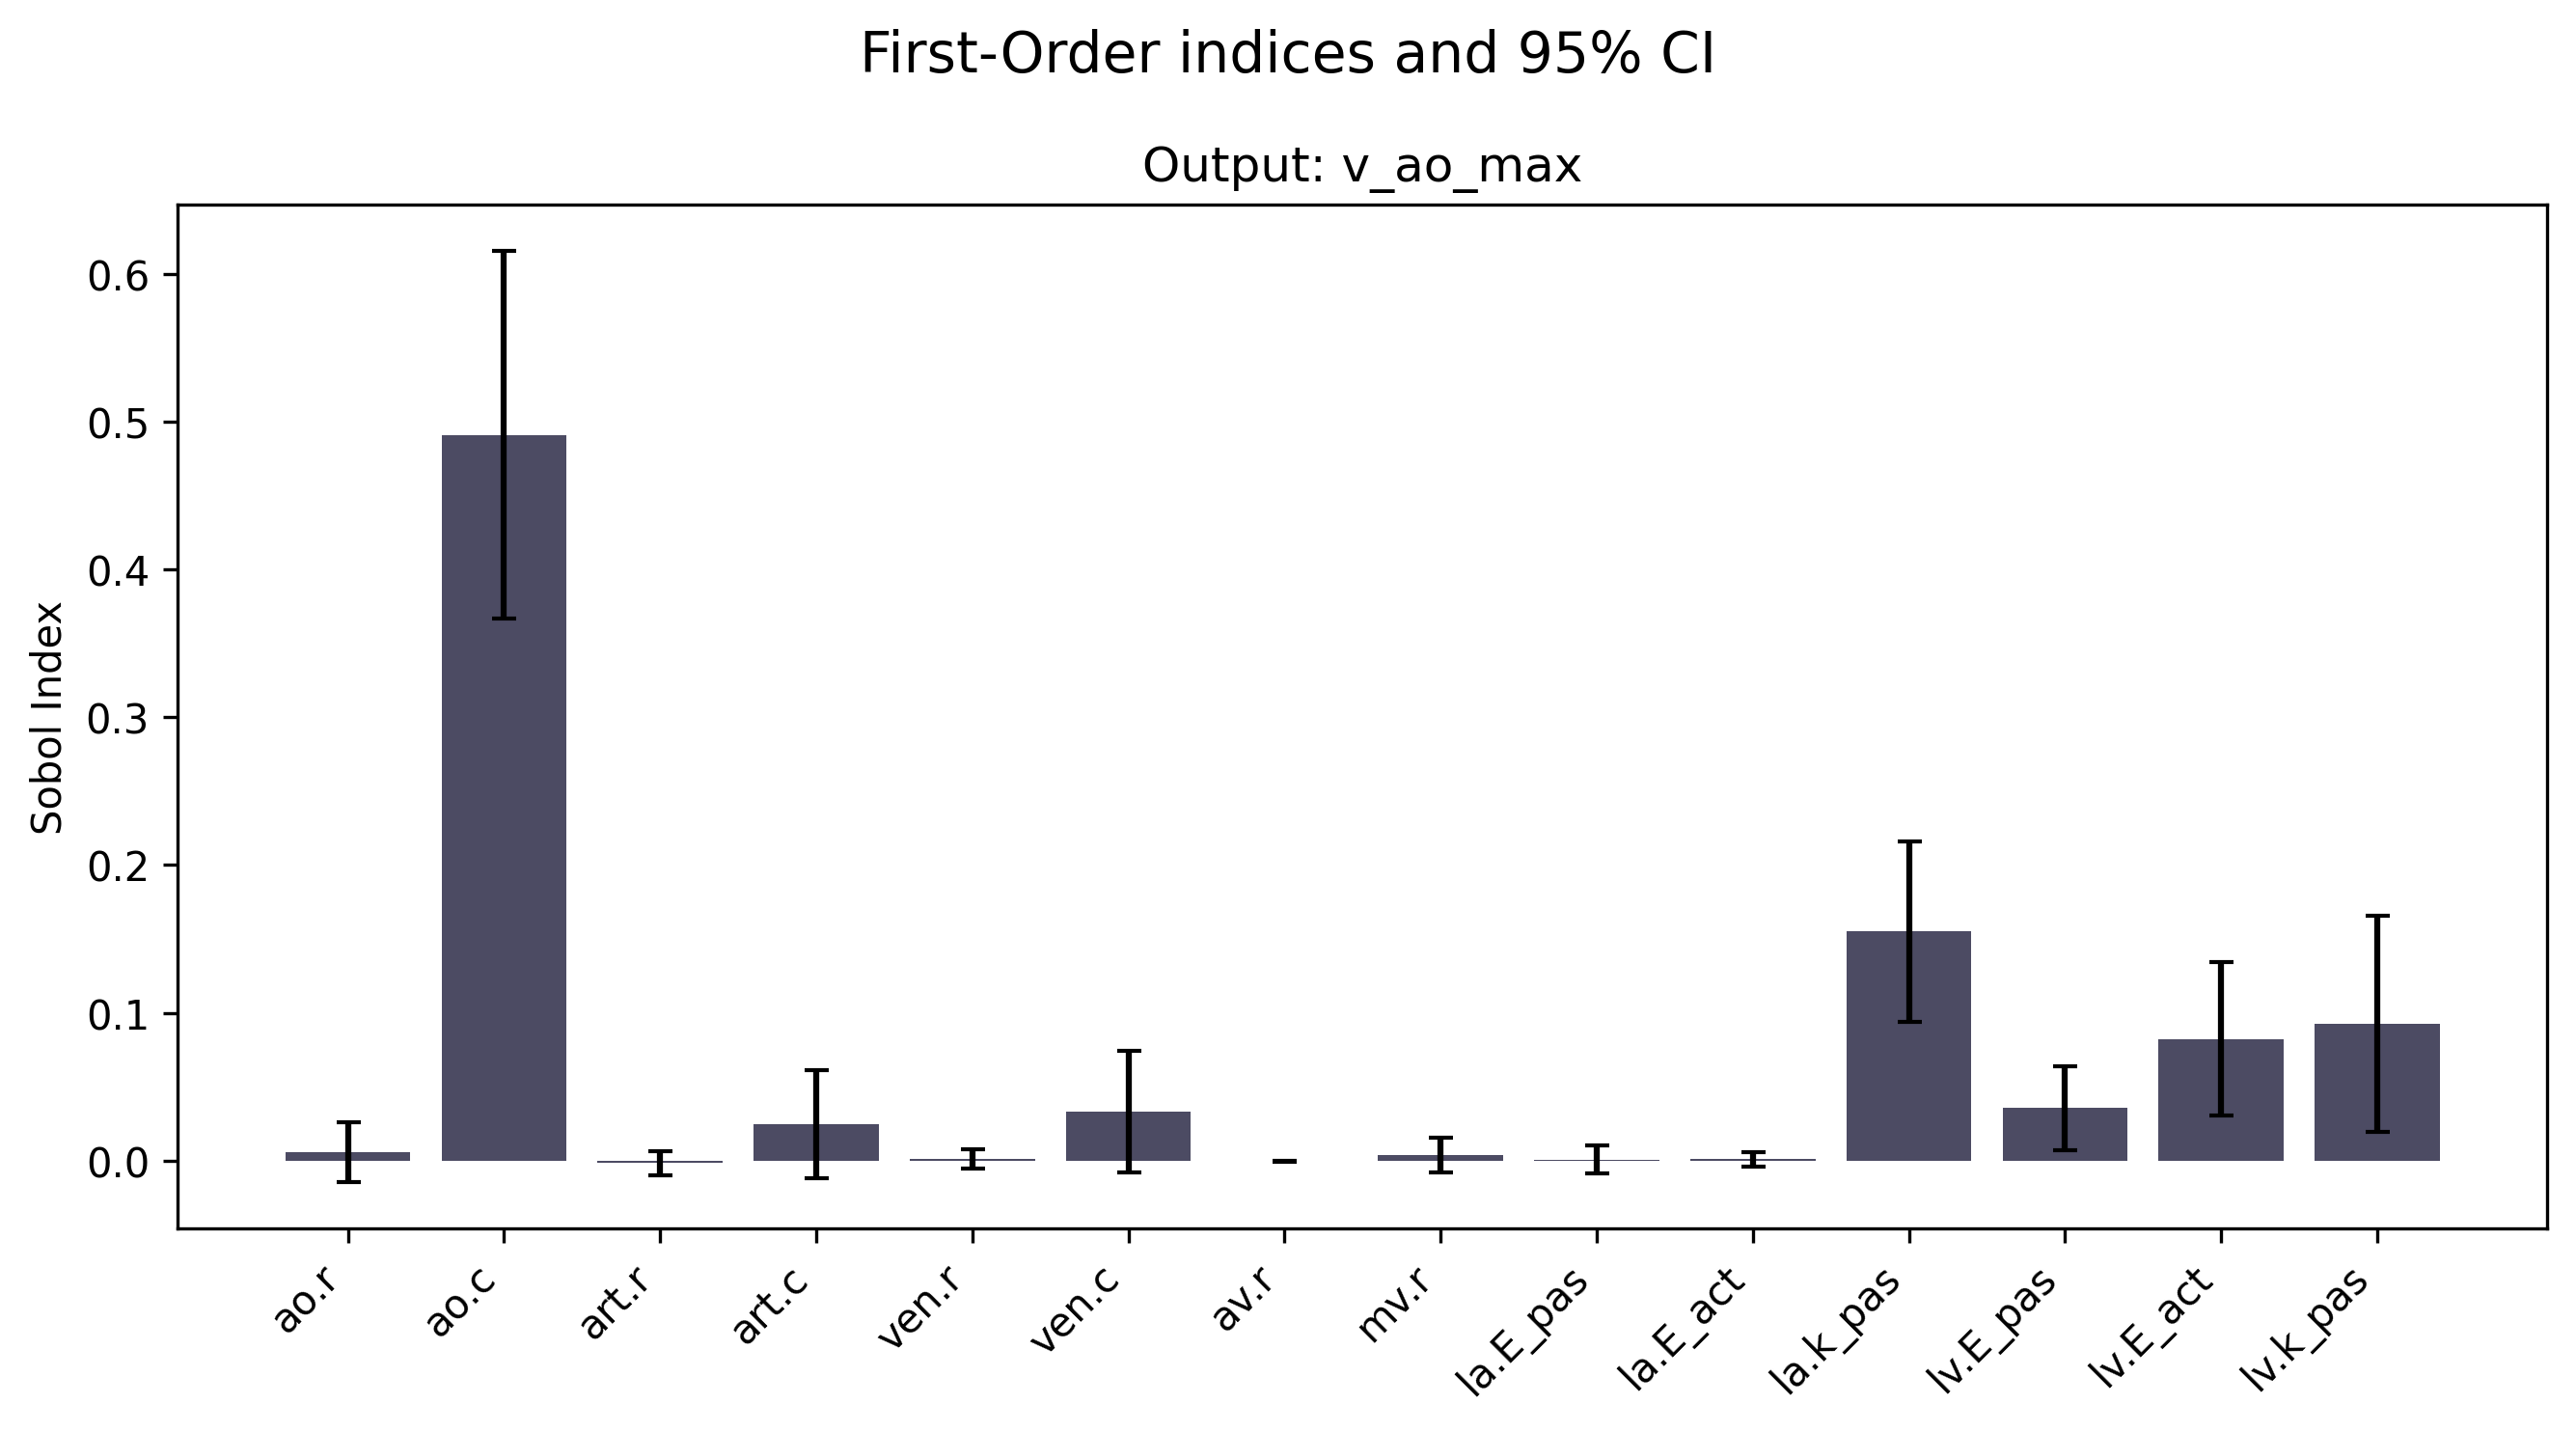 First-Order indices and 95% CI
Output: v_ao_max
Sobol Index
0.6
0.5
0.4
0.3
0.2
0.1
0.0
ao.r
ao.c
art.r
art.c
ven.r
ven.c
av.r
mv.r
la.E_pas
la.E_act
la.k_pas
lv.E_pas
lv.E_act
lv.k_pas